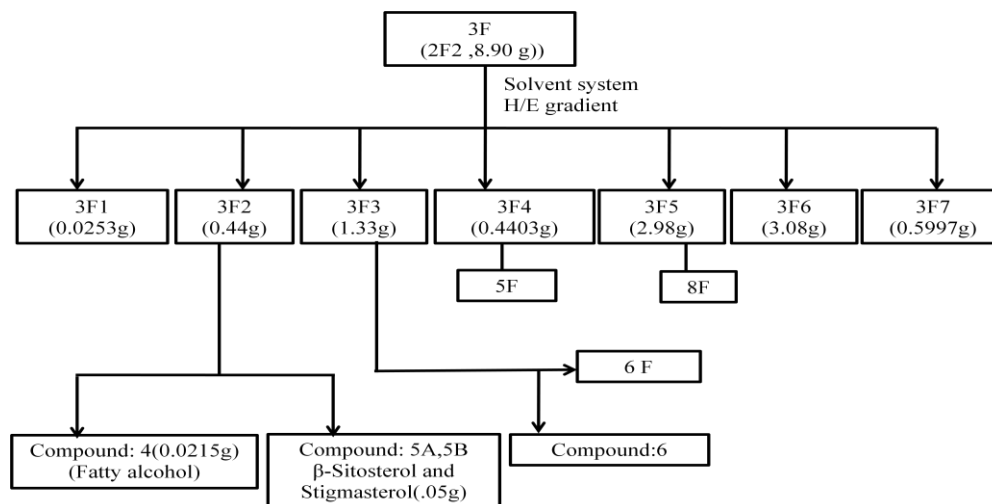 3F
(2F2 ,8.90 g))
Solvent system
H/E gradient
3F1
(0.0253g)
3F2
(0.44g)
3F3
(1.33g)
3F4
(0.4403g)
3F5
(2.98g)
3F6
(3.08g)
3F7
(0.5997g)
5F
8F
6 F
Compound: 4(0.0215g)
(Fatty alcohol)
Compound: 5A,5B
β-Sitosterol and
Stigmasterol(.05g)
Compound:6